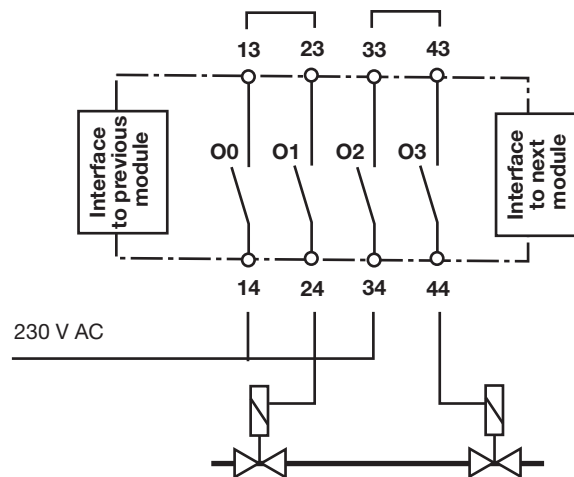 13 23 33 43
Interface
to previous
module
O0 O1 O2 O3
Interface
to next
module
14 24 34 44
230 V AC